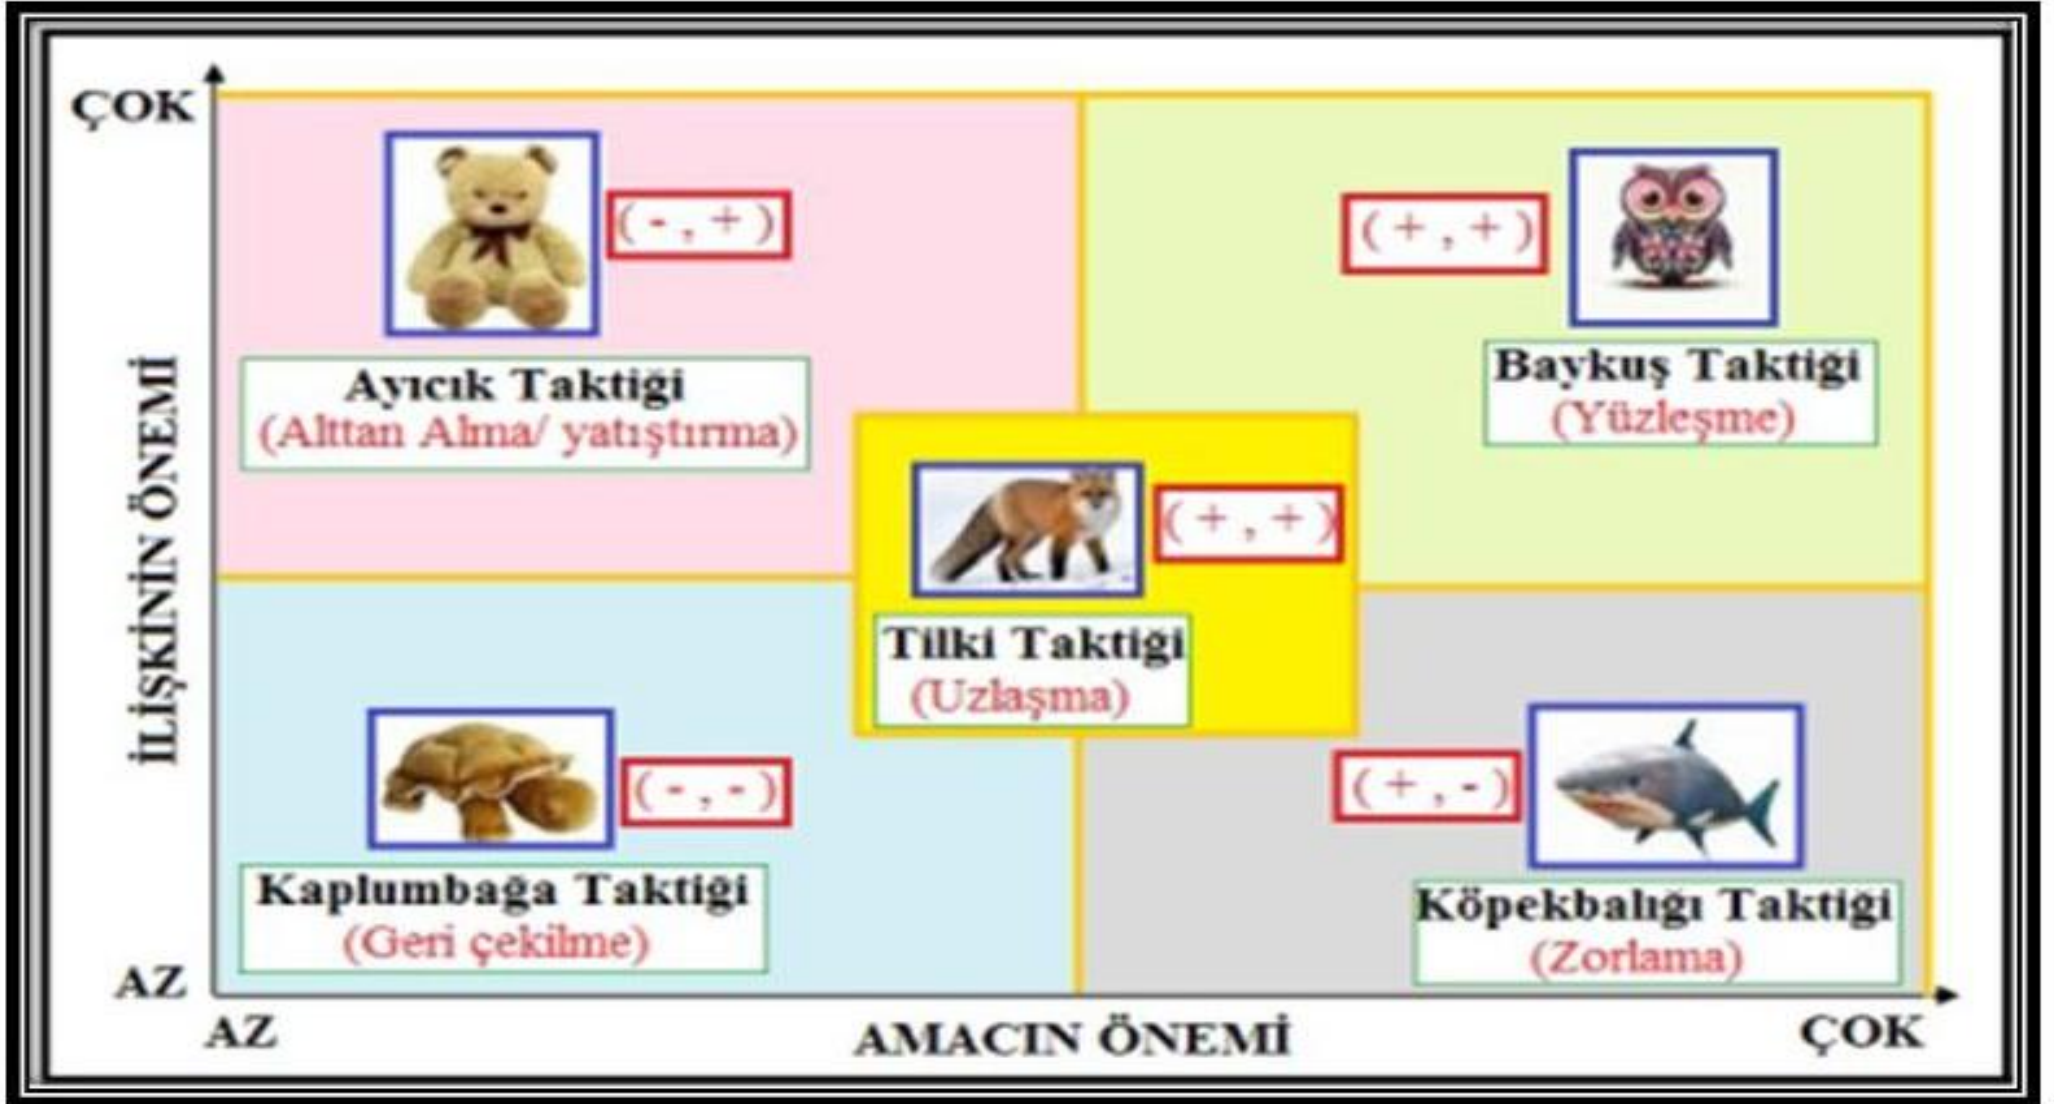 ÇOK
( - , + )
( + , + )
Ayıcık Taktiği
(Alttan Alma/ yatıştırma)
Baykuş Taktiği
(Yüzleşme)
İLİŞKİNİN ÖNEMİ
( + , + )
Tilki Taktiği
(Uzlaşma)
( - , - )
( + , - )
Kaplumbağa Taktiği
(Geri çekilme)
Köpekbalığı Taktiği
(Zorlama)
AZ
AZ
AMACIN ÖNEMİ
ÇOK